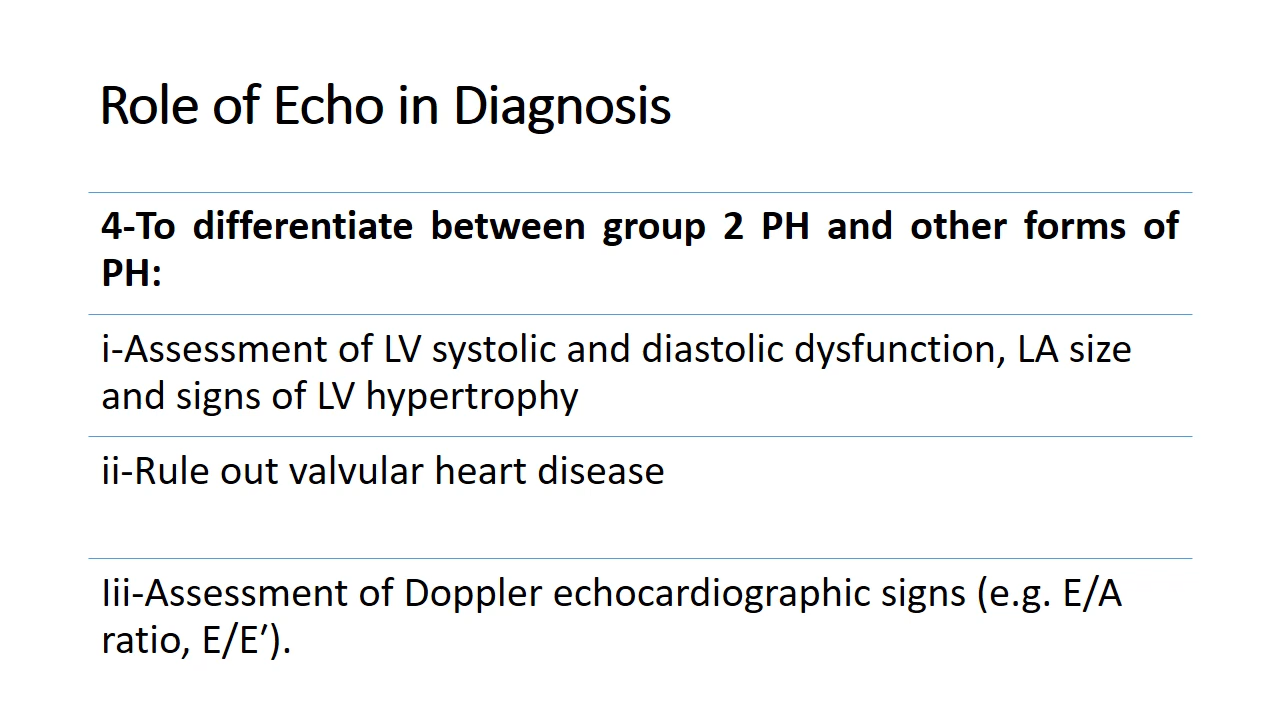 Role of Echo in Diagnosis
4-To differentiate between group 2 PH and other forms of
PH:
i-Assessment of LV systolic and diastolic dysfunction, LA size
and signs of LV hypertrophy
ii-Rule out valvular heart disease
Iii-Assessment of Doppler echocardiographic signs (e.g. E/A
ratio, E/E′).